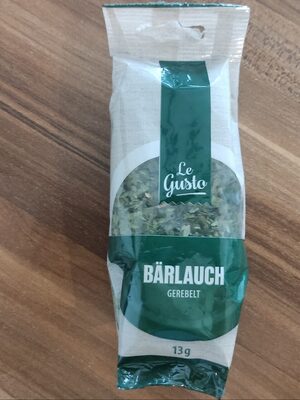 Le
Gusto
BÄRLAUCH
GEREBELT
13g